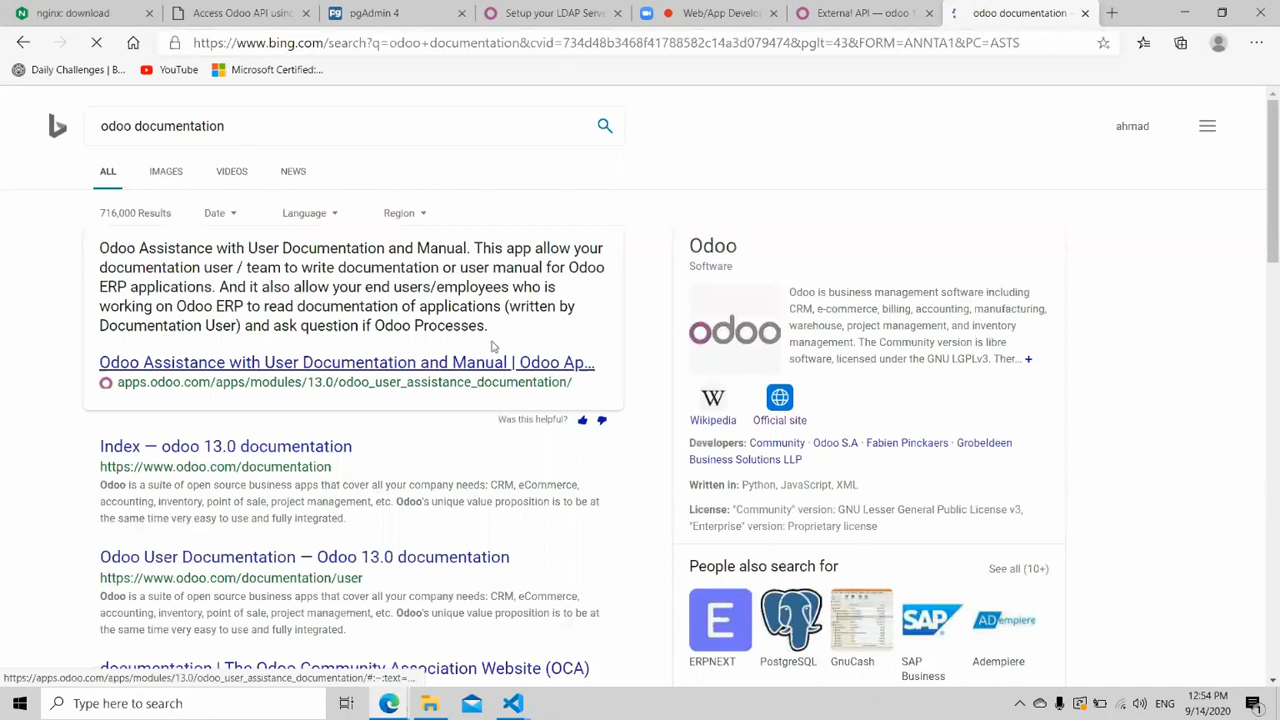 nginx downloac
Access Odoo API usin
pgAdmin 4
Setup your LDAP Serv
Web/App Develo
External API — odoo 1
odoo documentation -
https://www.bing.com/search?q=odoo+documentation&cvid=734d48b3468f41788582c14a3d079474&pglt=43&FORM=ANNTA1&PC=ASTS
Daily Challenges | B...
YouTube
Microsoft Certified:...
odoo documentation
ahmad
ALL
IMAGES
VIDEOS
NEWS
716,000 Results
Date
Language
Region
Odoo Assistance with User Documentation and Manual. This app allow your
documentation user / team to write documentation or user manual for Odoo
ERP applications. And it also allow your end users/employees who is
working on Odoo ERP to read documentation of applications (written by
Documentation User) and ask question if Odoo Processes.
Odoo Assistance with User Documentation and Manual | Odoo Ap...
apps.odoo.com/apps/modules/13.0/odoo_user_assistance_documentation/
Was this helpful?
Index — odoo 13.0 documentation
https://www.odoo.com/documentation
Odoo is a suite of open source business apps that cover all your company needs: CRM, eCommerce,
accounting, inventory, point of sale, project management, etc. Odoo's unique value proposition is to be at
the same time very easy to use and fully integrated.
Odoo User Documentation — Odoo 13.0 documentation
https://www.odoo.com/documentation/user
Odoo is a suite of open source business apps that cover all your company needs: CRM, eCommerce,
accounting, inventory, point of sale, project management, etc. Odoo's unique value proposition is to be at
the same time very easy to use and fully integrated.
documentation | The Odoo Community Association Website (OCA)
https://apps.odoo.com/apps/modules/13.0/odoo_user_assistance_documentation/#:~:text=...
Odoo
Software
odoo
Odoo is business management software including
CRM, e-commerce, billing, accounting, manufacturing,
warehouse, project management, and inventory
management. The Community version is libre
software, licensed under the GNU LGPLv3. Ther... +
W
Wikipedia
Official site
Developers: Community · Odoo S.A · Fabien Pinckaers · Grobeldeen
Business Solutions LLP
Written in: Python, JavaScript, XML
License: "Community" version: GNU Lesser General Public License v3,
"Enterprise" version: Proprietary license
People also search for
See all (10+)
E
SAP
ADempiere
ERPNEXT
PostgreSQL
GnuCash
SAP
Business
Adempiere
Type here to search
ENG
12:54 PM
9/14/2020
1